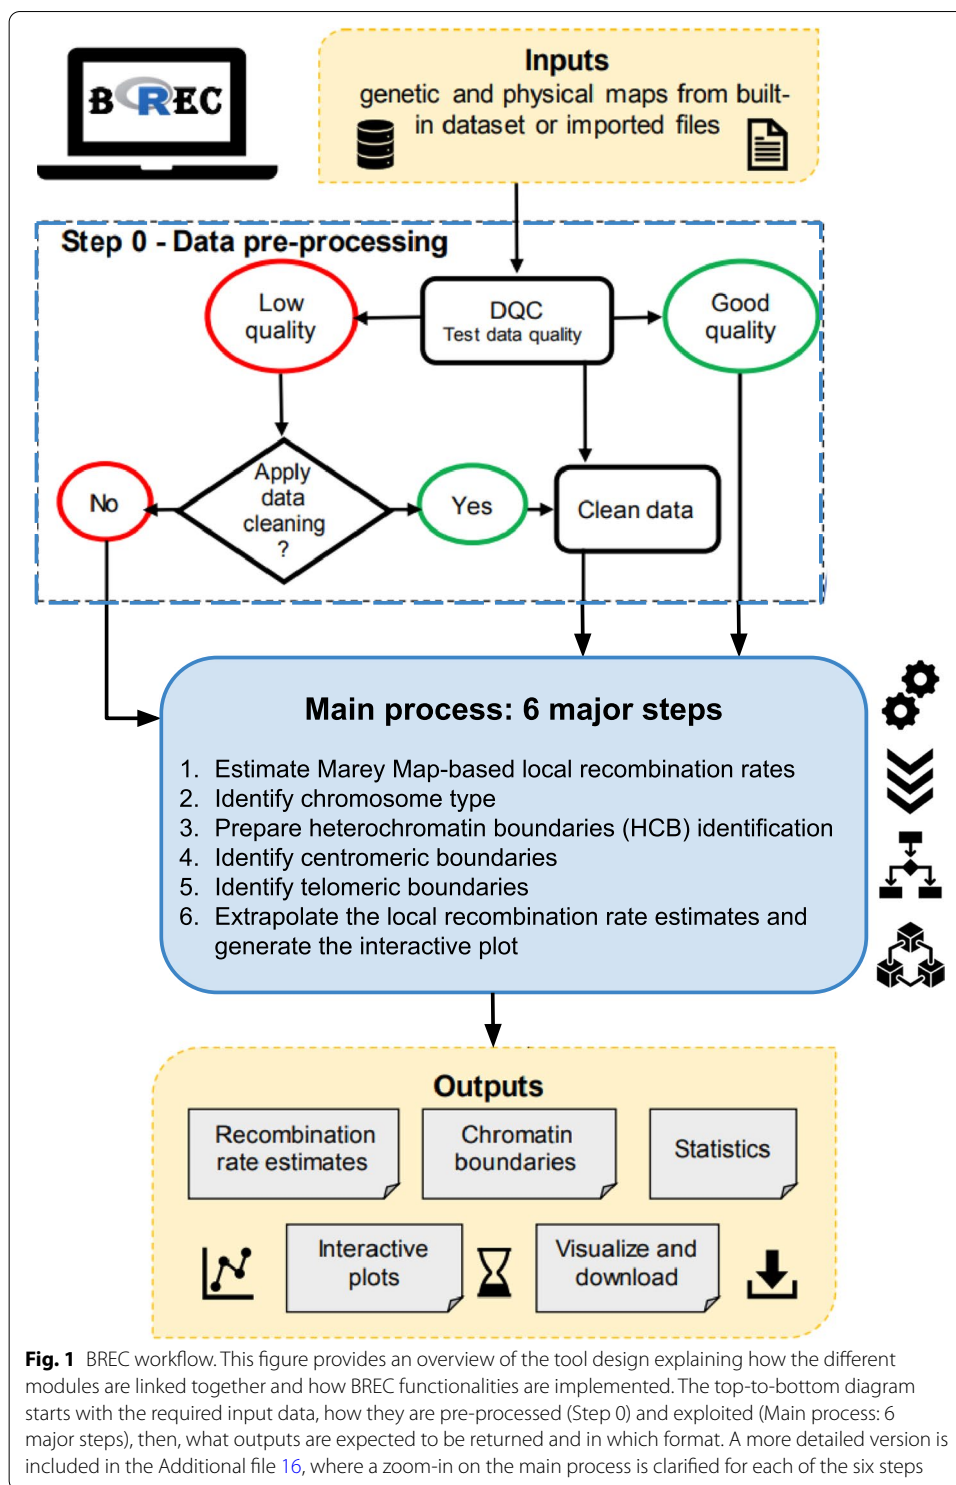 BREC
Inputs
genetic and physical maps from built-
in dataset or imported files
Step 0 - Data pre-processing
Low
quality
DQC
Test data quality
Good
quality
No
Apply
data
cleaning
?
Yes
Clean data
Main process: 6 major steps
1. Estimate Marey Map-based local recombination rates
2. Identify chromosome type
3. Prepare heterochromatin boundaries (HCB) identification
4. Identify centromeric boundaries
5. Identify telomeric boundaries
6. Extrapolate the local recombination rate estimates and
generate the interactive plot
Outputs
Recombination
rate estimates
Chromatin
boundaries
Statistics
Interactive
plots
Visualize and
download
Fig. 1 BREC workflow. This figure provides an overview of the tool design explaining how the different
modules are linked together and how BREC functionalities are implemented. The top-to-bottom diagram
starts with the required input data, how they are pre-processed (Step 0) and exploited (Main process: 6
major steps), then, what outputs are expected to be returned and in which format. A more detailed version is
included in the Additional file 16, where a zoom-in on the main process is clarified for each of the six steps